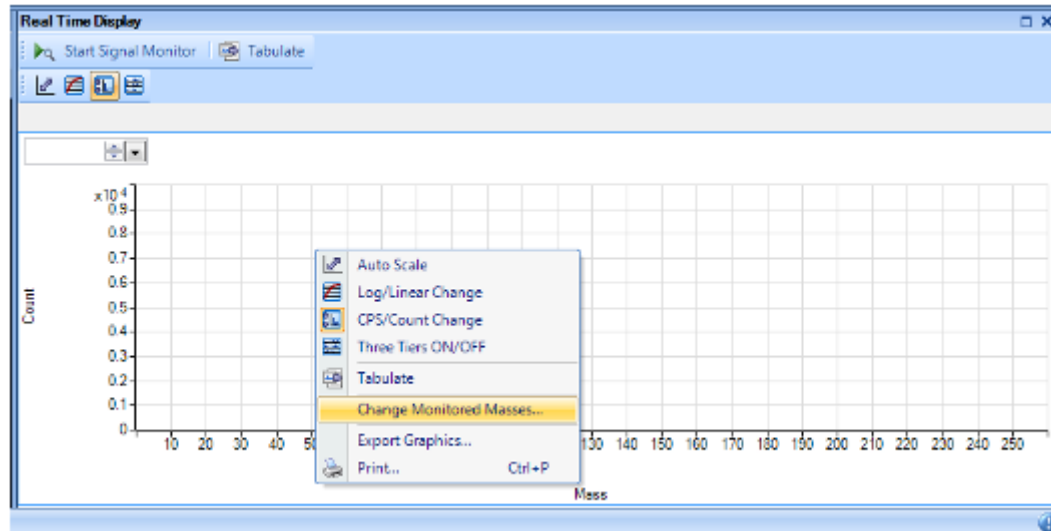 Real Time Display
Start Signal Monitor Tabulate
x10 4
0.9
0.8
0.7
0.6
0.5
0.4
0.3
0.2
0.1
0
Count
Auto Scale
Log/Linear Change
CPS/Count Change
Three Tiers ON/OFF
Tabulate
Change Monitored Masses...
Export Graphics...
Print... Ctrl+P
10 20 30 40 130 140 150 160 170 180 190 200 210 220 230 240 250
Mass